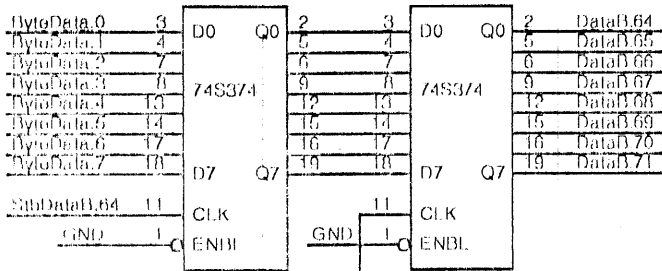 ByteData.0 3 D0 Q0 2 3 D0 Q0 2 DataB.64
ByteData.1 4 5 4 5 DataB.65
ByteData.2 7 6 7 6 DataB.66
ByteData.3 8 74S374 9 8 74S374 9 DataB.67
ByteData.4 13 12 13 12 DataB.68
ByteData.5 14 15 14 15 DataB.69
ByteData.6 17 16 17 16 DataB.70
ByteData.7 18 D7 Q7 19 18 D7 Q7 19 DataB.71
StbDataB.64 11 CLK 11 CLK
GND 1 ENBL GND 1 ENBL